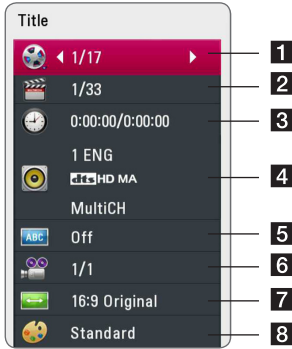 Title
1/17 1
1/33 2
0:00:00/0:00:00 3
1 ENG
dts HD MA 4
MultiCH
ABC Off 5
1/1 6
16:9 Original 7
Standard 8